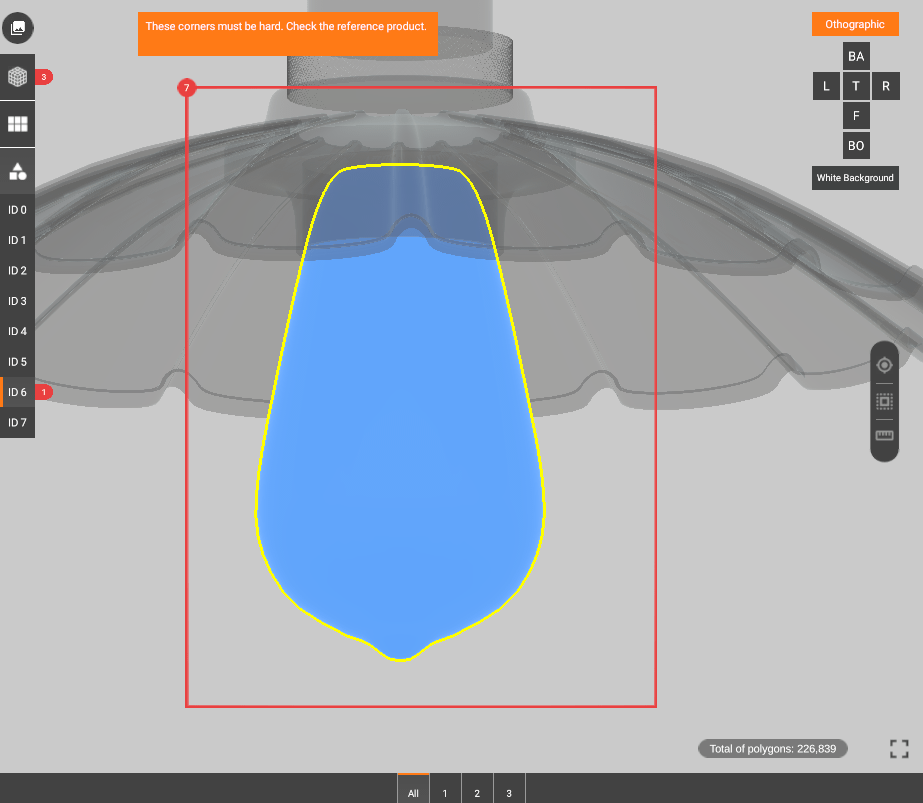 These corners must be hard. Check the reference product.
Othographic
BA
3
7
L T R
F
BO
White Background
ID 0
ID 1
ID 2
ID 3
ID 4
ID 5
ID 6 1
ID 7
Total of polygons: 226,839
All 1 2 3